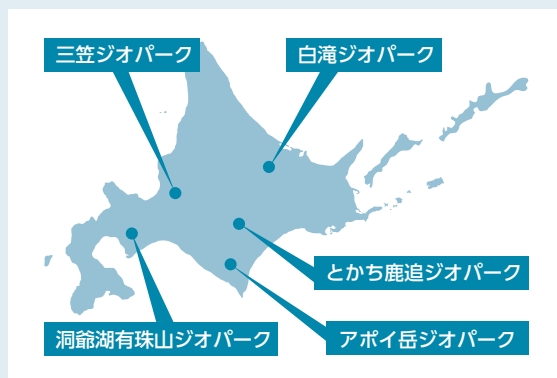 三笠ジオパーク
白滝ジオパーク
とかち鹿追ジオパーク
洞爺湖有珠山ジオパーク
アポイ岳ジオパーク